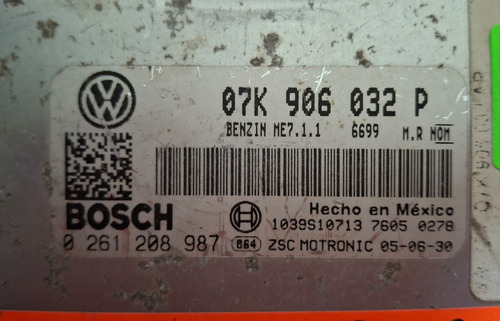 07K 906 032 P
BENZIN ME7.1.1 6699 M.R NOM
BOSCH
Hecho en México
1039S10713 7605 0278
0 261 208 987 B64 ZSC MOTRONIC 05-06-30